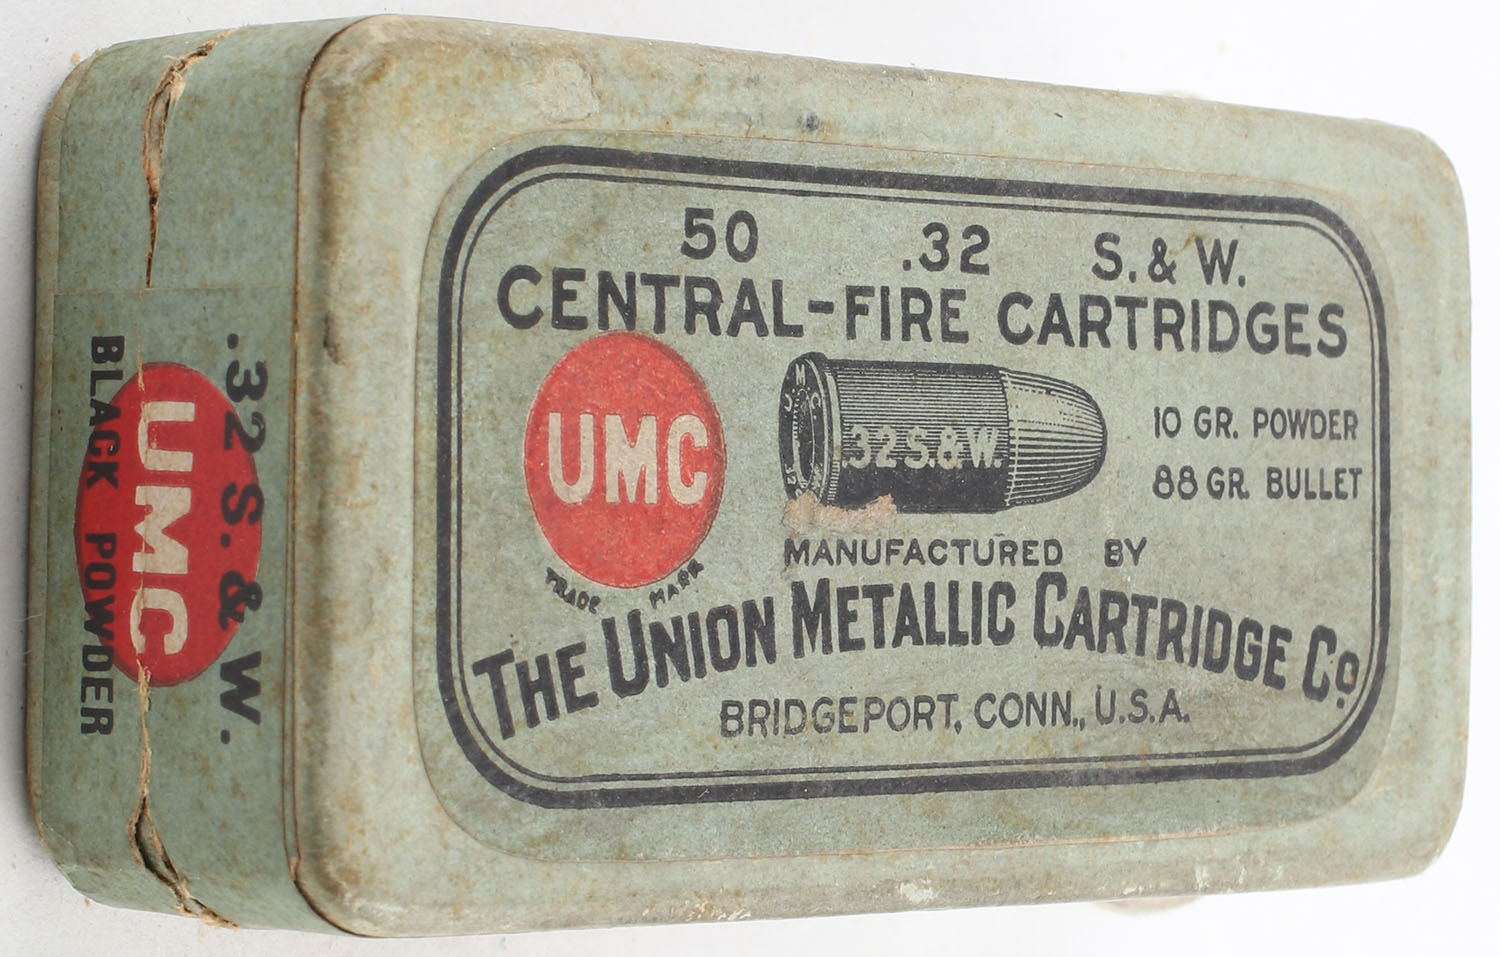 50 .32 S. & W.
CENTRAL-FIRE CARTRIDGES
UMC
TRADE MARK
U M C
.32 S.&W.
10 GR. POWDER
88 GR. BULLET
MANUFACTURED BY
THE UNION METALLIC CARTRIDGE CO.
BRIDGEPORT, CONN., U.S.A.
.32 S. & W.
UMC
BLACK POWDER